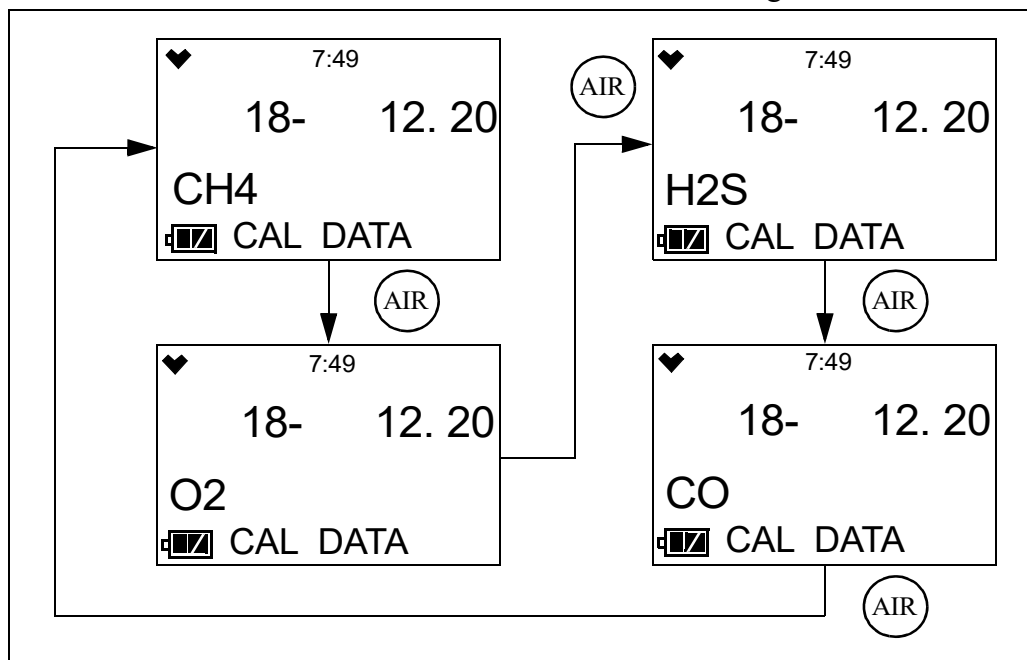 7:49
18- 12. 20
CH4
CAL DATA
AIR
7:49
18- 12. 20
O2
CAL DATA
AIR
7:49
18- 12. 20
H2S
CAL DATA
AIR
7:49
18- 12. 20
CO
CAL DATA
AIR